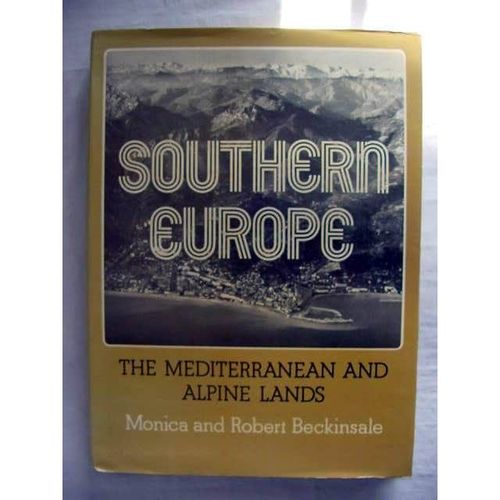 SOUTHERN
EUROPE
THE MEDITERRANEAN AND
ALPINE LANDS
Monica and Robert Beckinsale